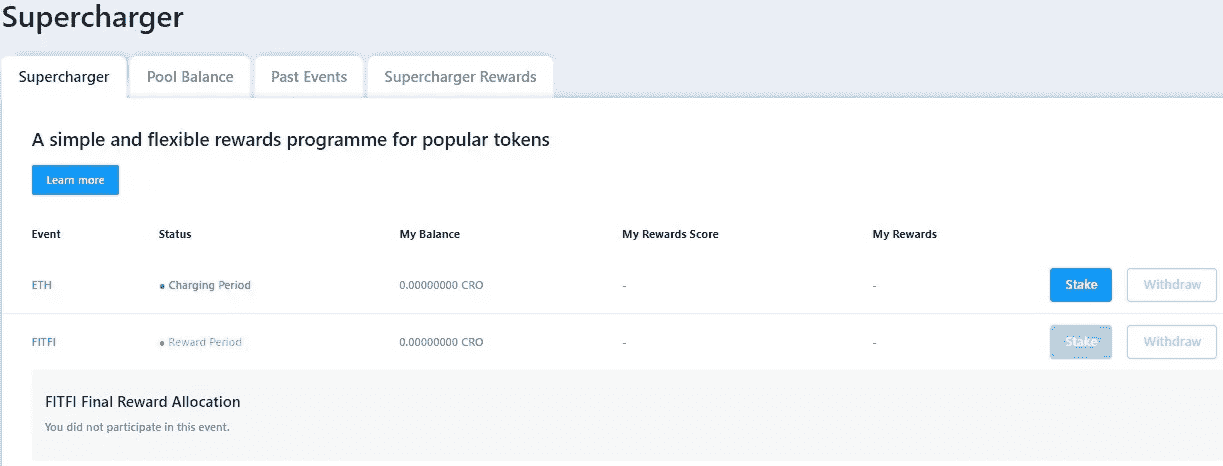 Supercharger
Supercharger Pool Balance Past Events Supercharger Rewards
A simple and flexible rewards programme for popular tokens
Learn more
Event Status My Balance My Rewards Score My Rewards
ETH Charging Period 0.00000000 CRO - - Stake Withdraw
FITFI Reward Period 0.00000000 CRO - - Stake Withdraw
FITFI Final Reward Allocation
You did not participate in this event.